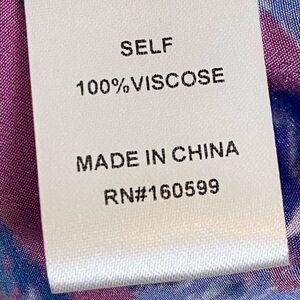 SELF
100%VISCOSE
MADE IN CHINA
RN#160599